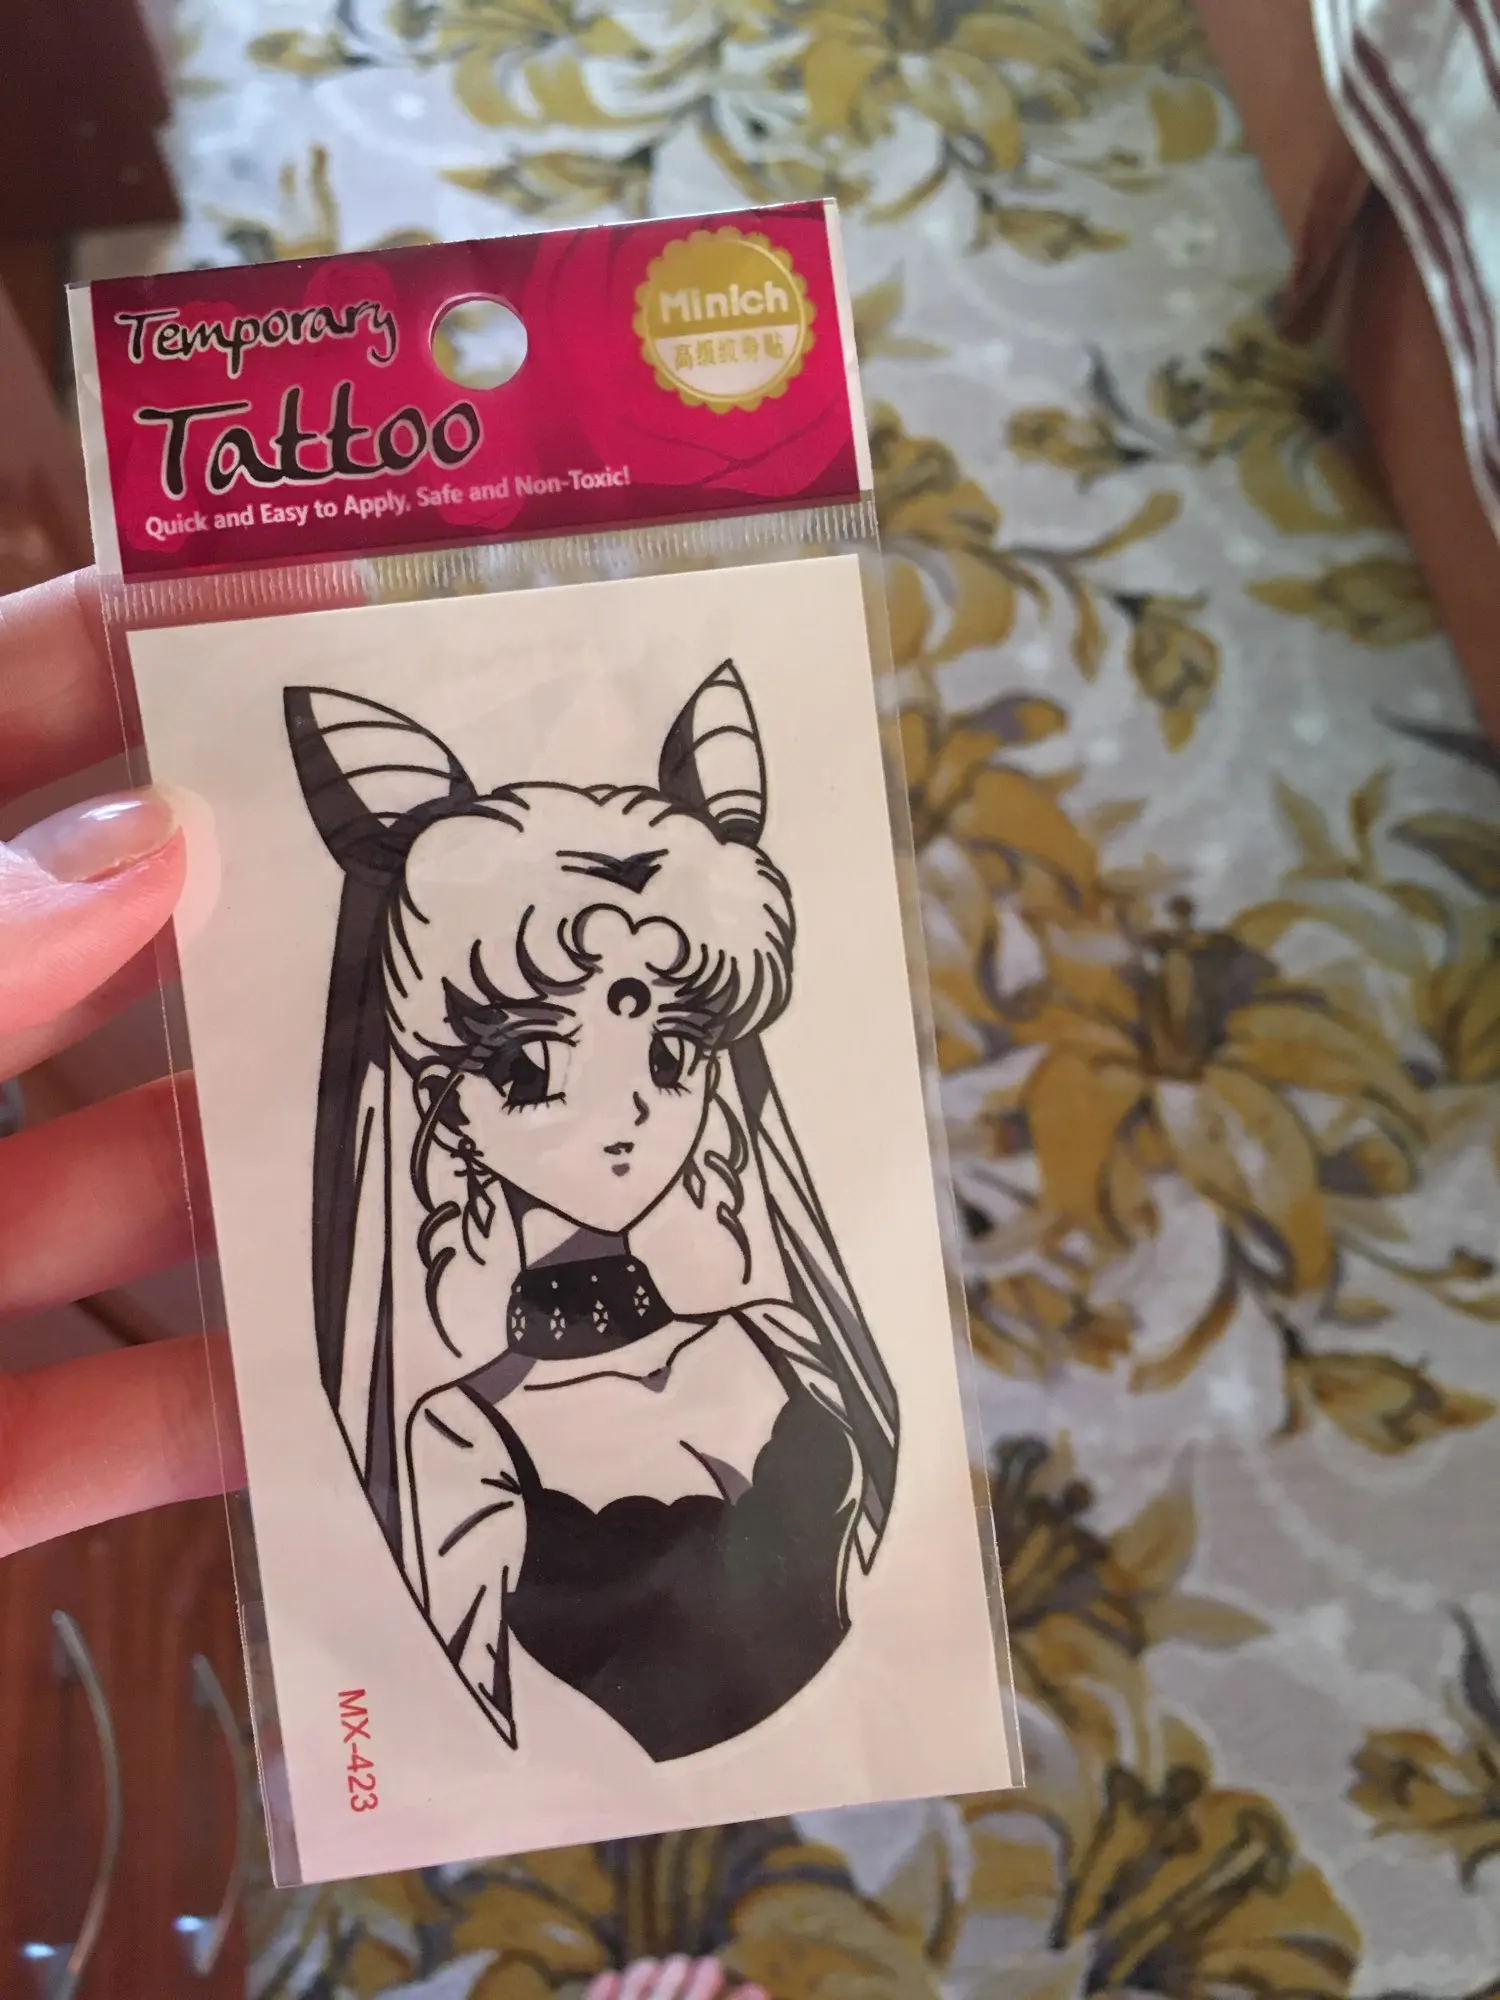 Temporary
Tattoo
Quick and Easy to Apply, Safe and Non-Toxic!
Minich
高级纹身贴
MX-423